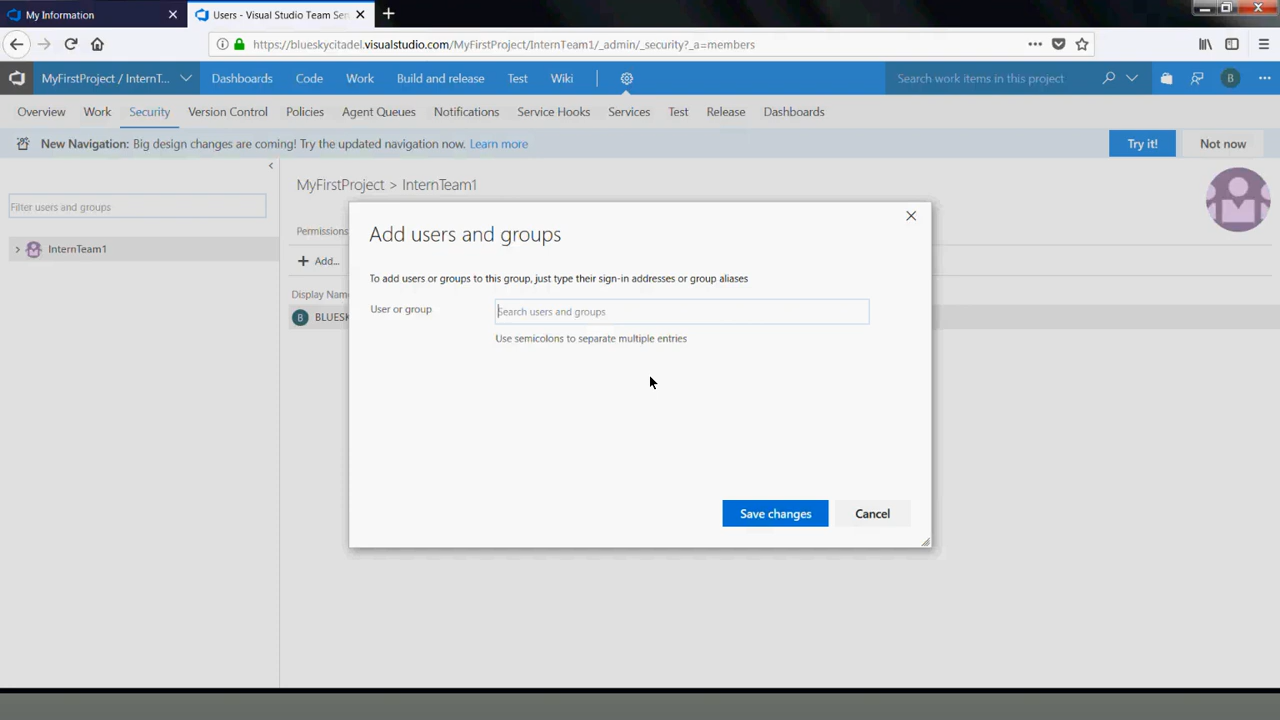 My Information
Users - Visual Studio Team Ser
https://blueskycitadel.visualstudio.com/MyFirstProject/InternTeam1/_admin/_security?_a=members
MyFirstProject / InternT...
Dashboards
Code
Work
Build and release
Test
Wiki
Search work items in this project
B
Overview
Work
Security
Version Control
Policies
Agent Queues
Notifications
Service Hooks
Services
Test
Release
Dashboards
New Navigation: Big design changes are coming! Try the updated navigation now. Learn more
Try it!
Not now
MyFirstProject > InternTeam1
Filter users and groups
Permissions
InternTeam1
+ Add...
Display Nam
B BLUESK
Add users and groups
To add users or groups to this group, just type their sign-in addresses or group aliases
User or group
Search users and groups
Use semicolons to separate multiple entries
Save changes
Cancel